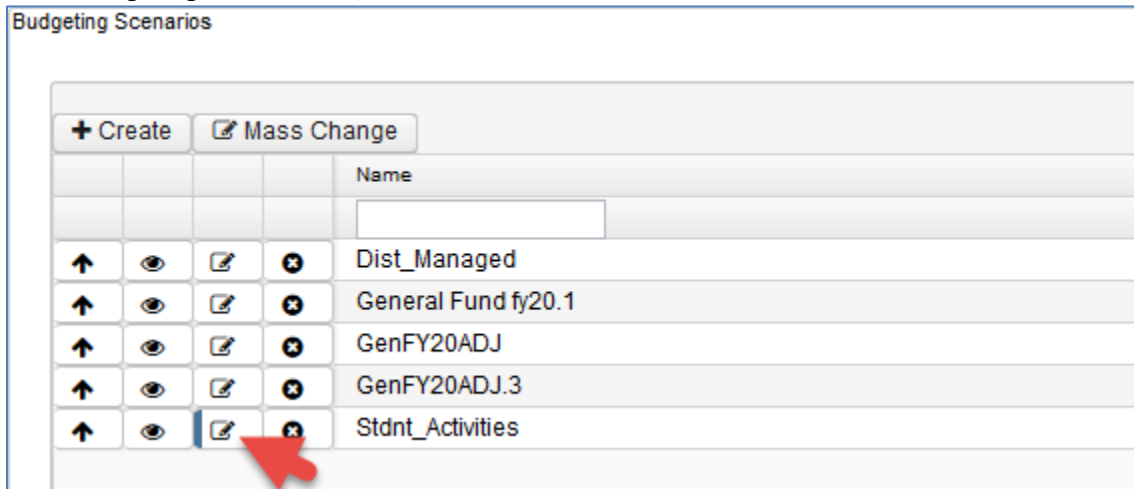 Budgeting Scenarios
Create Mass Change
Name
Dist_Managed
General Fund fy20.1
GenFY20ADJ
GenFY20ADJ.3
Stdnt_Activities